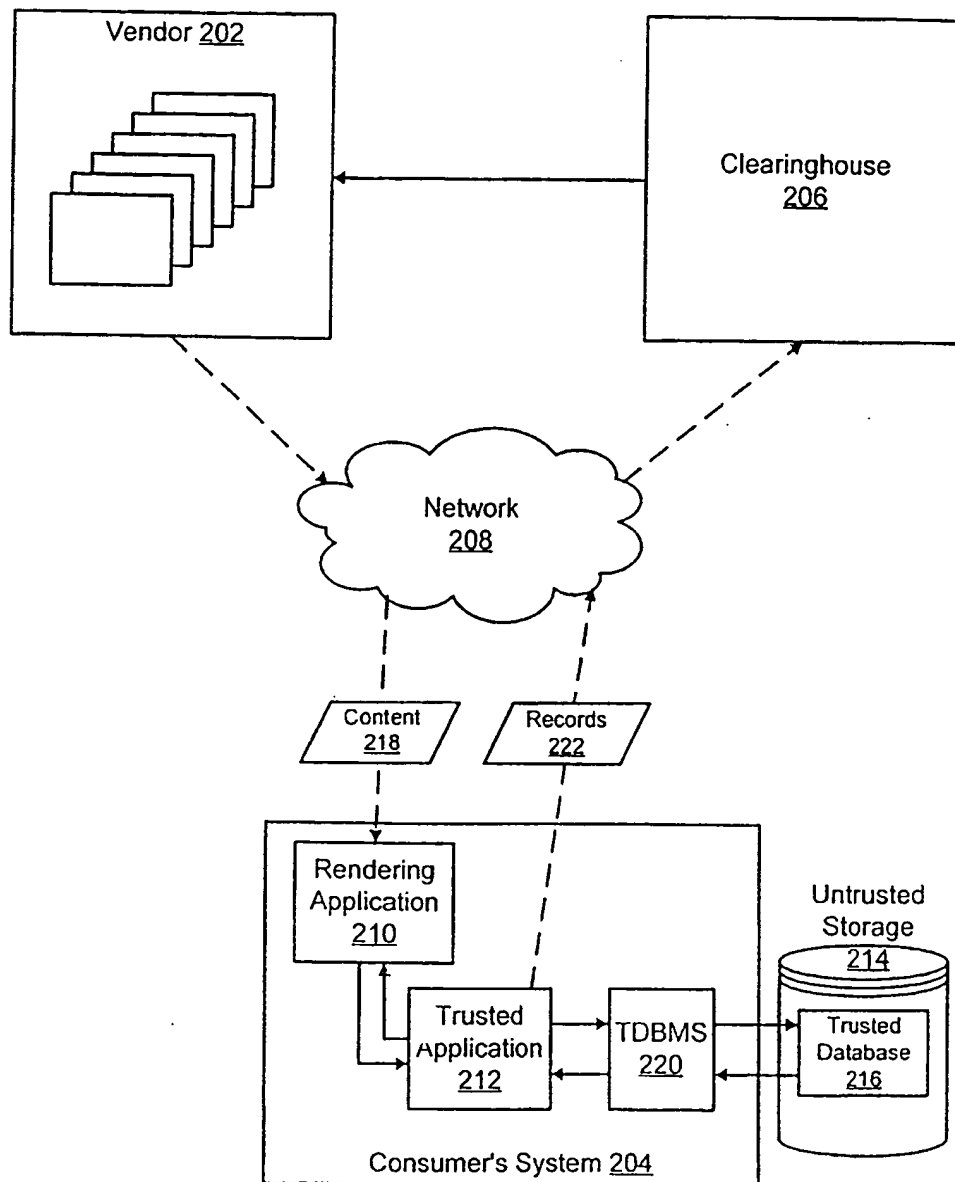 Vendor 202
Clearinghouse
206
Network
208
Content
218
Records
222
Rendering
Application
210
Untrusted
Storage
214
Trusted
Application
212
TDBMS
220
Trusted
Database
216
Consumer's System 204